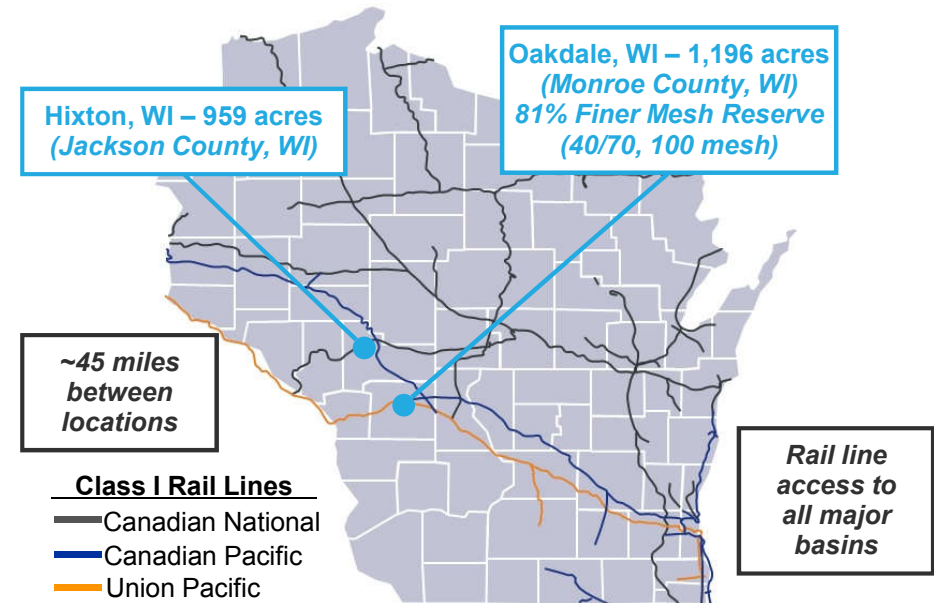 Hixton, WI – 959 acres
(Jackson County, WI)
Oakdale, WI – 1,196 acres
(Monroe County, WI)
81% Finer Mesh Reserve
(40/70, 100 mesh)
~45 miles
between
locations
Class I Rail Lines
Canadian National
Canadian Pacific
Union Pacific
Rail line
access to
all major
basins